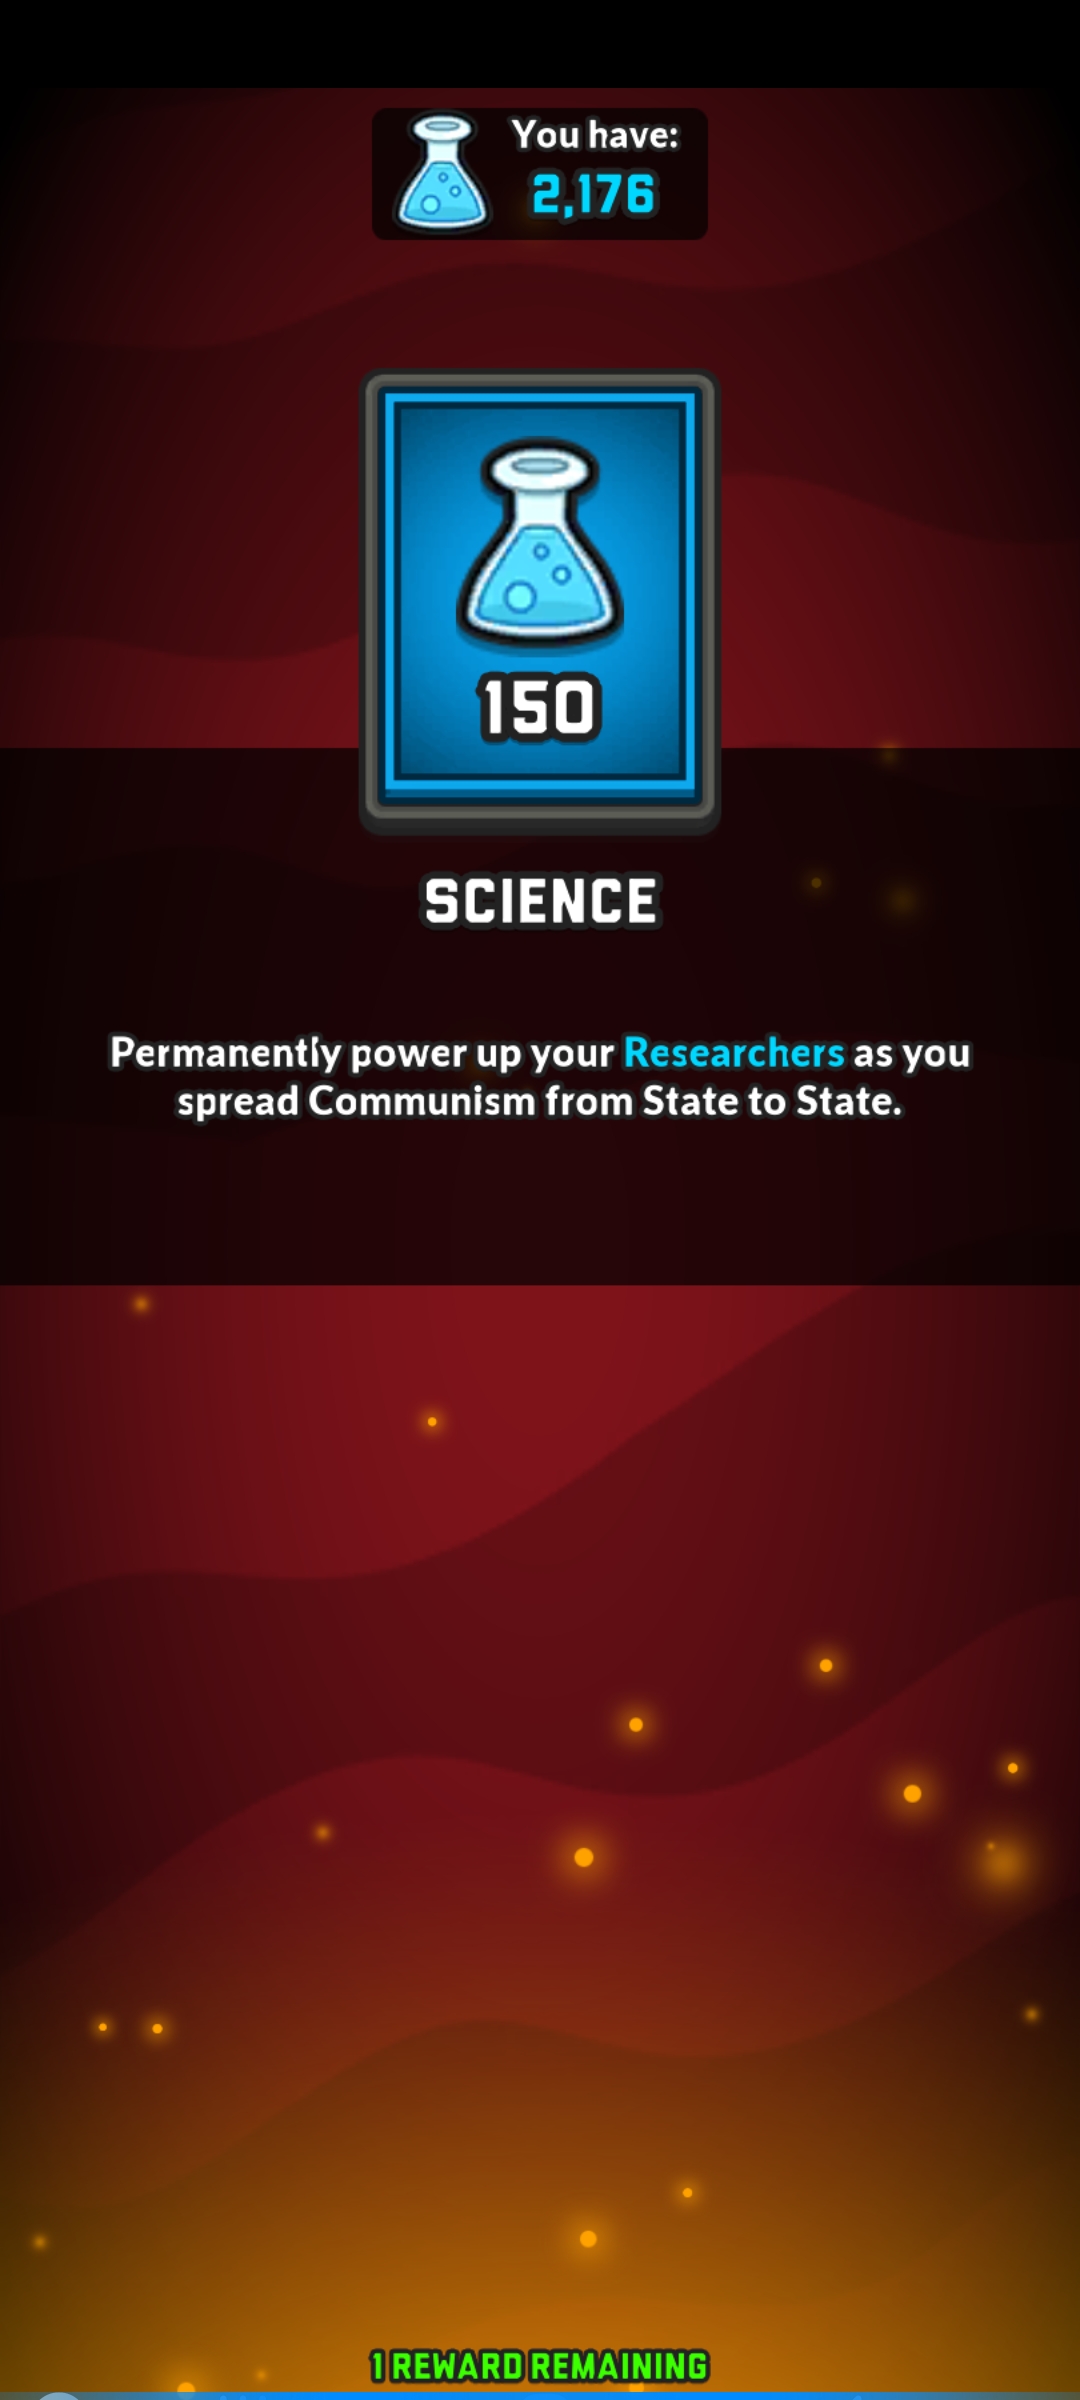 You have:
2,176
150
SCIENCE
Permanently power up your Researchers as you
spread Communism from State to State.
1 REWARD REMAINING